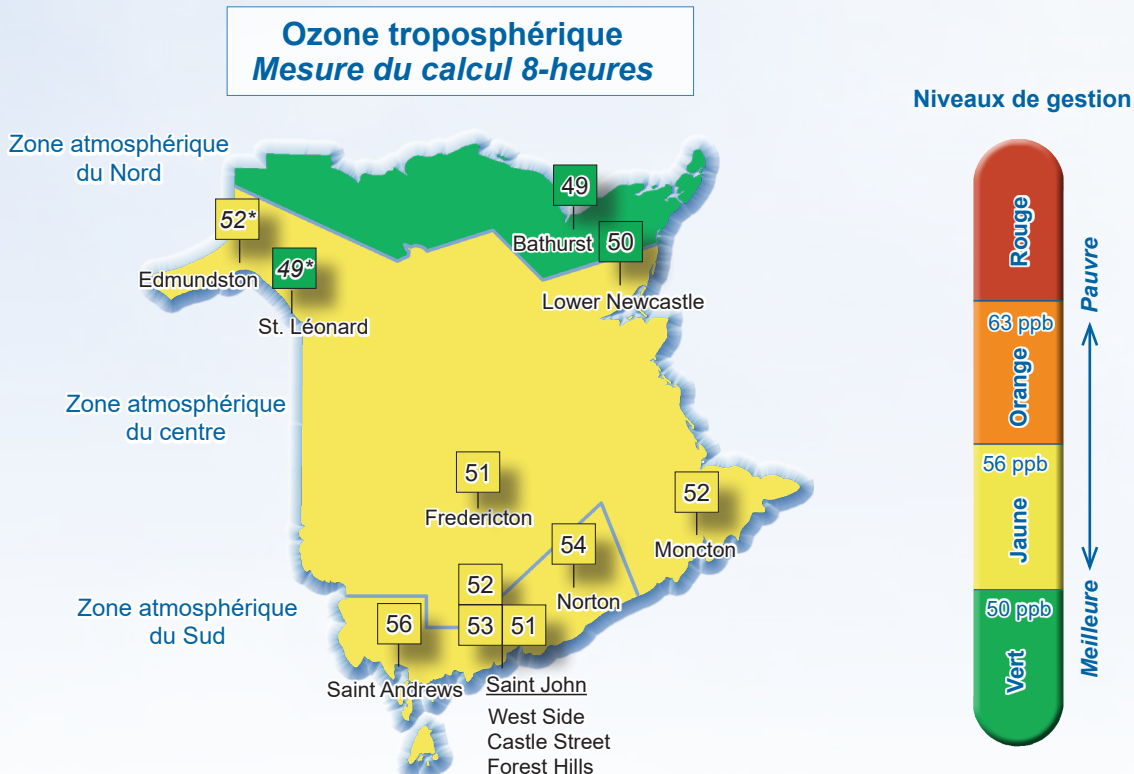 Ozone troposphérique
Mesure du calcul 8-heures
Niveaux de gestion
Zone atmosphérique
du Nord
49
Bathurst
50
Lower Newcastle
52*
Edmundston
49*
St. Léonard
Zone atmosphérique
du centre
51
Fredericton
52
Moncton
54
Norton
Zone atmosphérique
du Sud
56
Saint Andrews
52
53
51
Saint John
West Side
Castle Street
Forest Hills
Rouge
63 ppb
Orange
56 ppb
Jaune
50 ppb
Vert
Pauvre
Meilleure